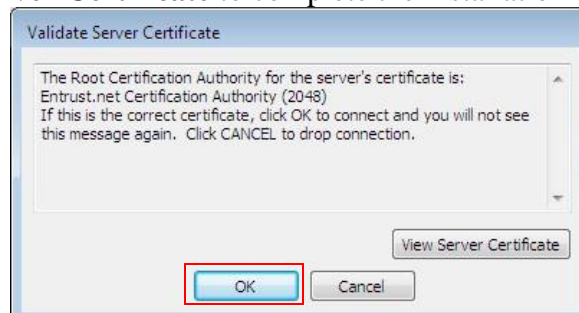 Validate Server Certificate
The Root Certification Authority for the server's certificate is:
Entrust.net Certification Authority (2048)
If this is the correct certificate, click OK to connect and you will not see
this message again. Click CANCEL to drop connection.
View Server Certificate
OK Cancel